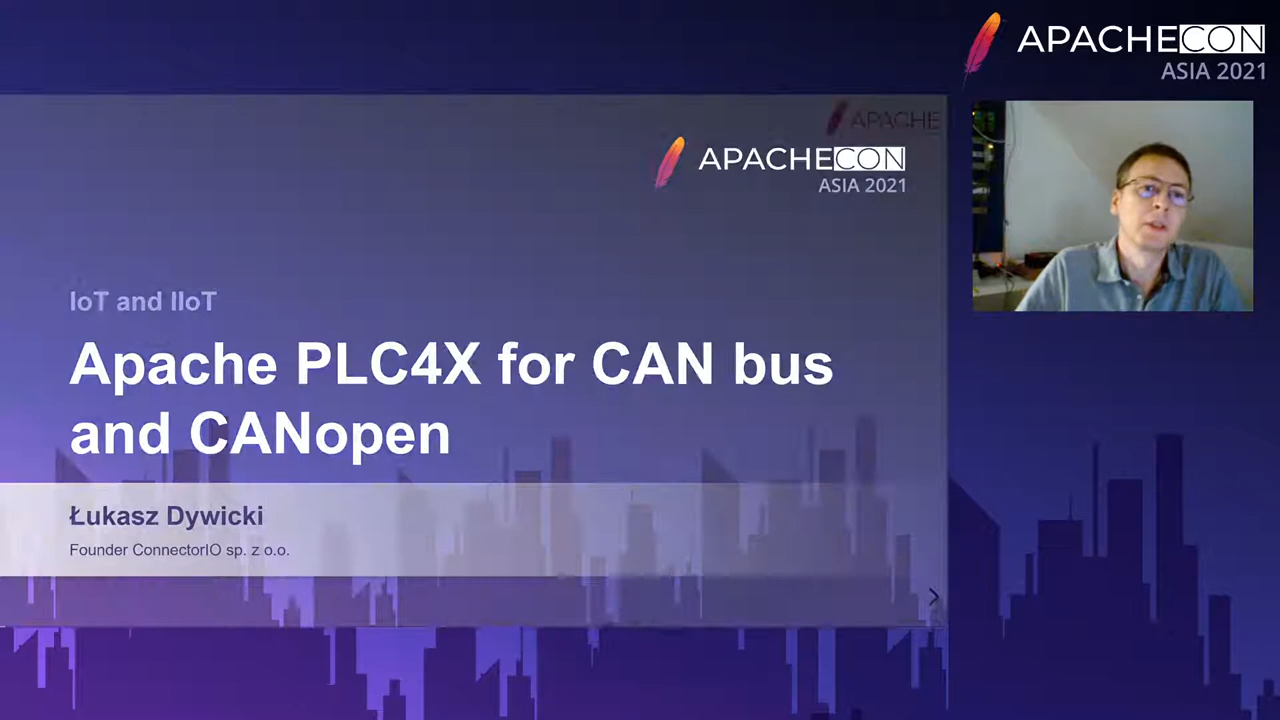 APACHECON
ASIA 2021
APACHE
APACHECON
ASIA 2021
IoT and IIoT
Apache PLC4X for CAN bus
and CANopen
Łukasz Dywicki
Founder ConnectorIO sp. z o.o.